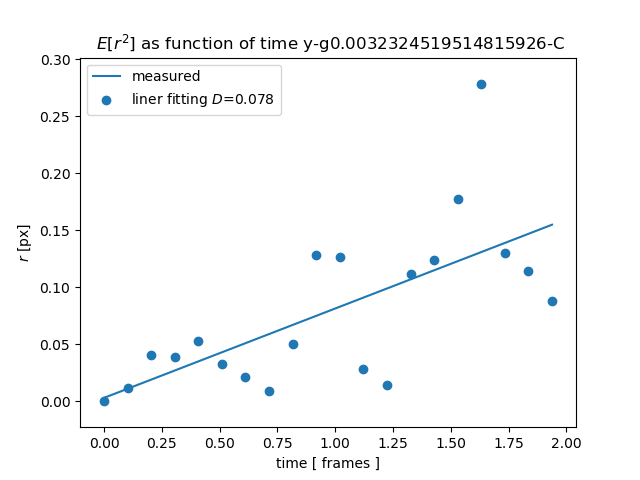 E[r²] as function of time y-g0.0032324519514815926-C
measured
liner fitting D=0.078
0.30
0.25
0.20
0.15
0.10
0.05
0.00
r [px]
0.00 0.25 0.50 0.75 1.00 1.25 1.50 1.75 2.00
time [ frames ]